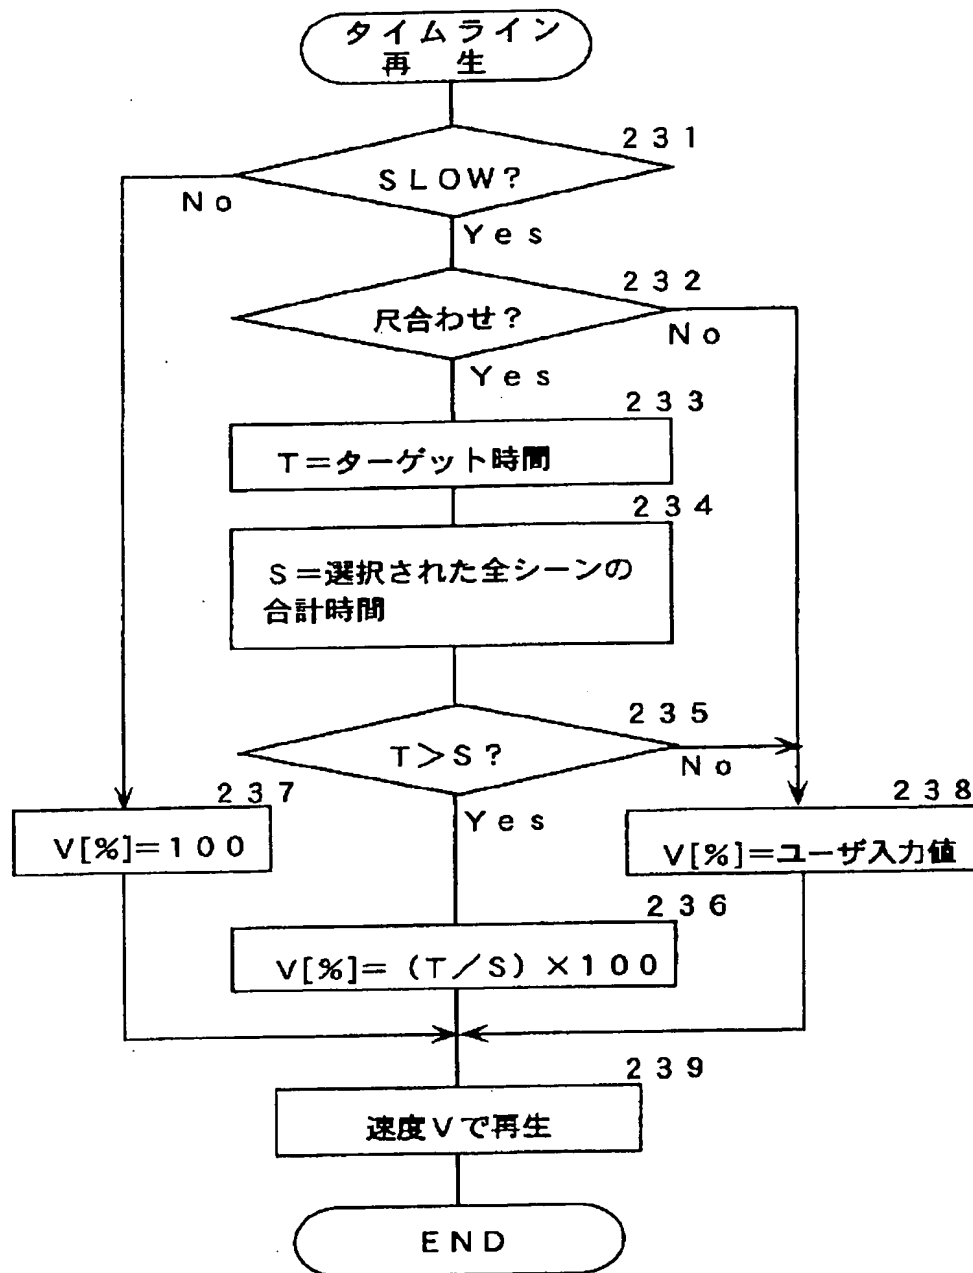 タイムライン
再 生
231
SLOW?
No
Yes
232
尺合わせ?
No
Yes
233
T=ターゲット時間
234
S=選択された全シーンの
合計時間
235
T>S?
No
Yes
237
V[%]=100
238
V[%]=ユーザ入力値
236
V[%]=(T/S)×100
239
速度Vで再生
END